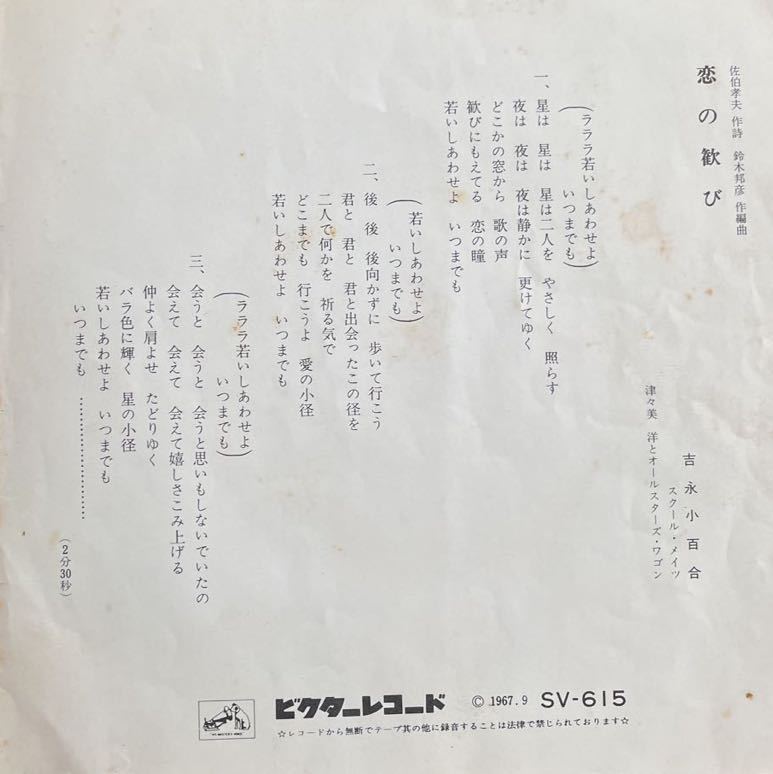 佐伯孝夫 作詩 鈴木邦彦 作編曲
恋の歓び
吉永小百合
スクール・メイツ
津々美 洋とオールスターズ・ワゴン
(ラララ若いしあわせよ
いつまでも)
一、星は 星は 星は二人を やさしく 照らす
夜は 夜は 夜は静かに 更けてゆく
どこかの窓から 歌の声
歓びにもえてる 恋の瞳
若いしあわせよ いつまでも
(若いしあわせよ
いつまでも)
二、後 後 後向かずに 歩いて行こう
君と 君と 君と出会ったこの径を
二人で何かを 祈る気で
どこまでも 行こうよ 愛の小径
若いしあわせよ いつまでも
(ラララ若いしあわせよ
いつまでも)
三、会うと 会うと 会うと思いもしないでいたの
会えて 会えて 会えて嬉しさこみ上げる
仲よく肩よせ たどりゆく
バラ色に輝く 星の小径
若いしあわせよ いつまでも
いつまでも……………………
(2分30秒)
"HIS MASTER'S VOICE"
ビクターレコード © 1967.9 SV-615
☆レコードから無断でテープ其の他に録音することは法律で禁じられております☆